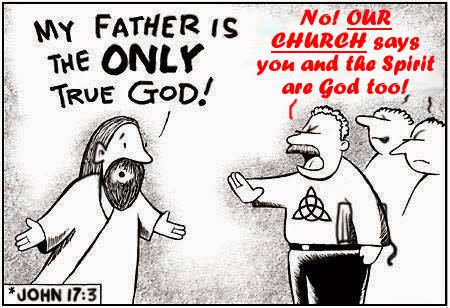 MY FATHER IS
THE ONLY
TRUE GOD!
No! OUR
CHURCH says
you and the Spirit
are God too!
*JOHN 17:3